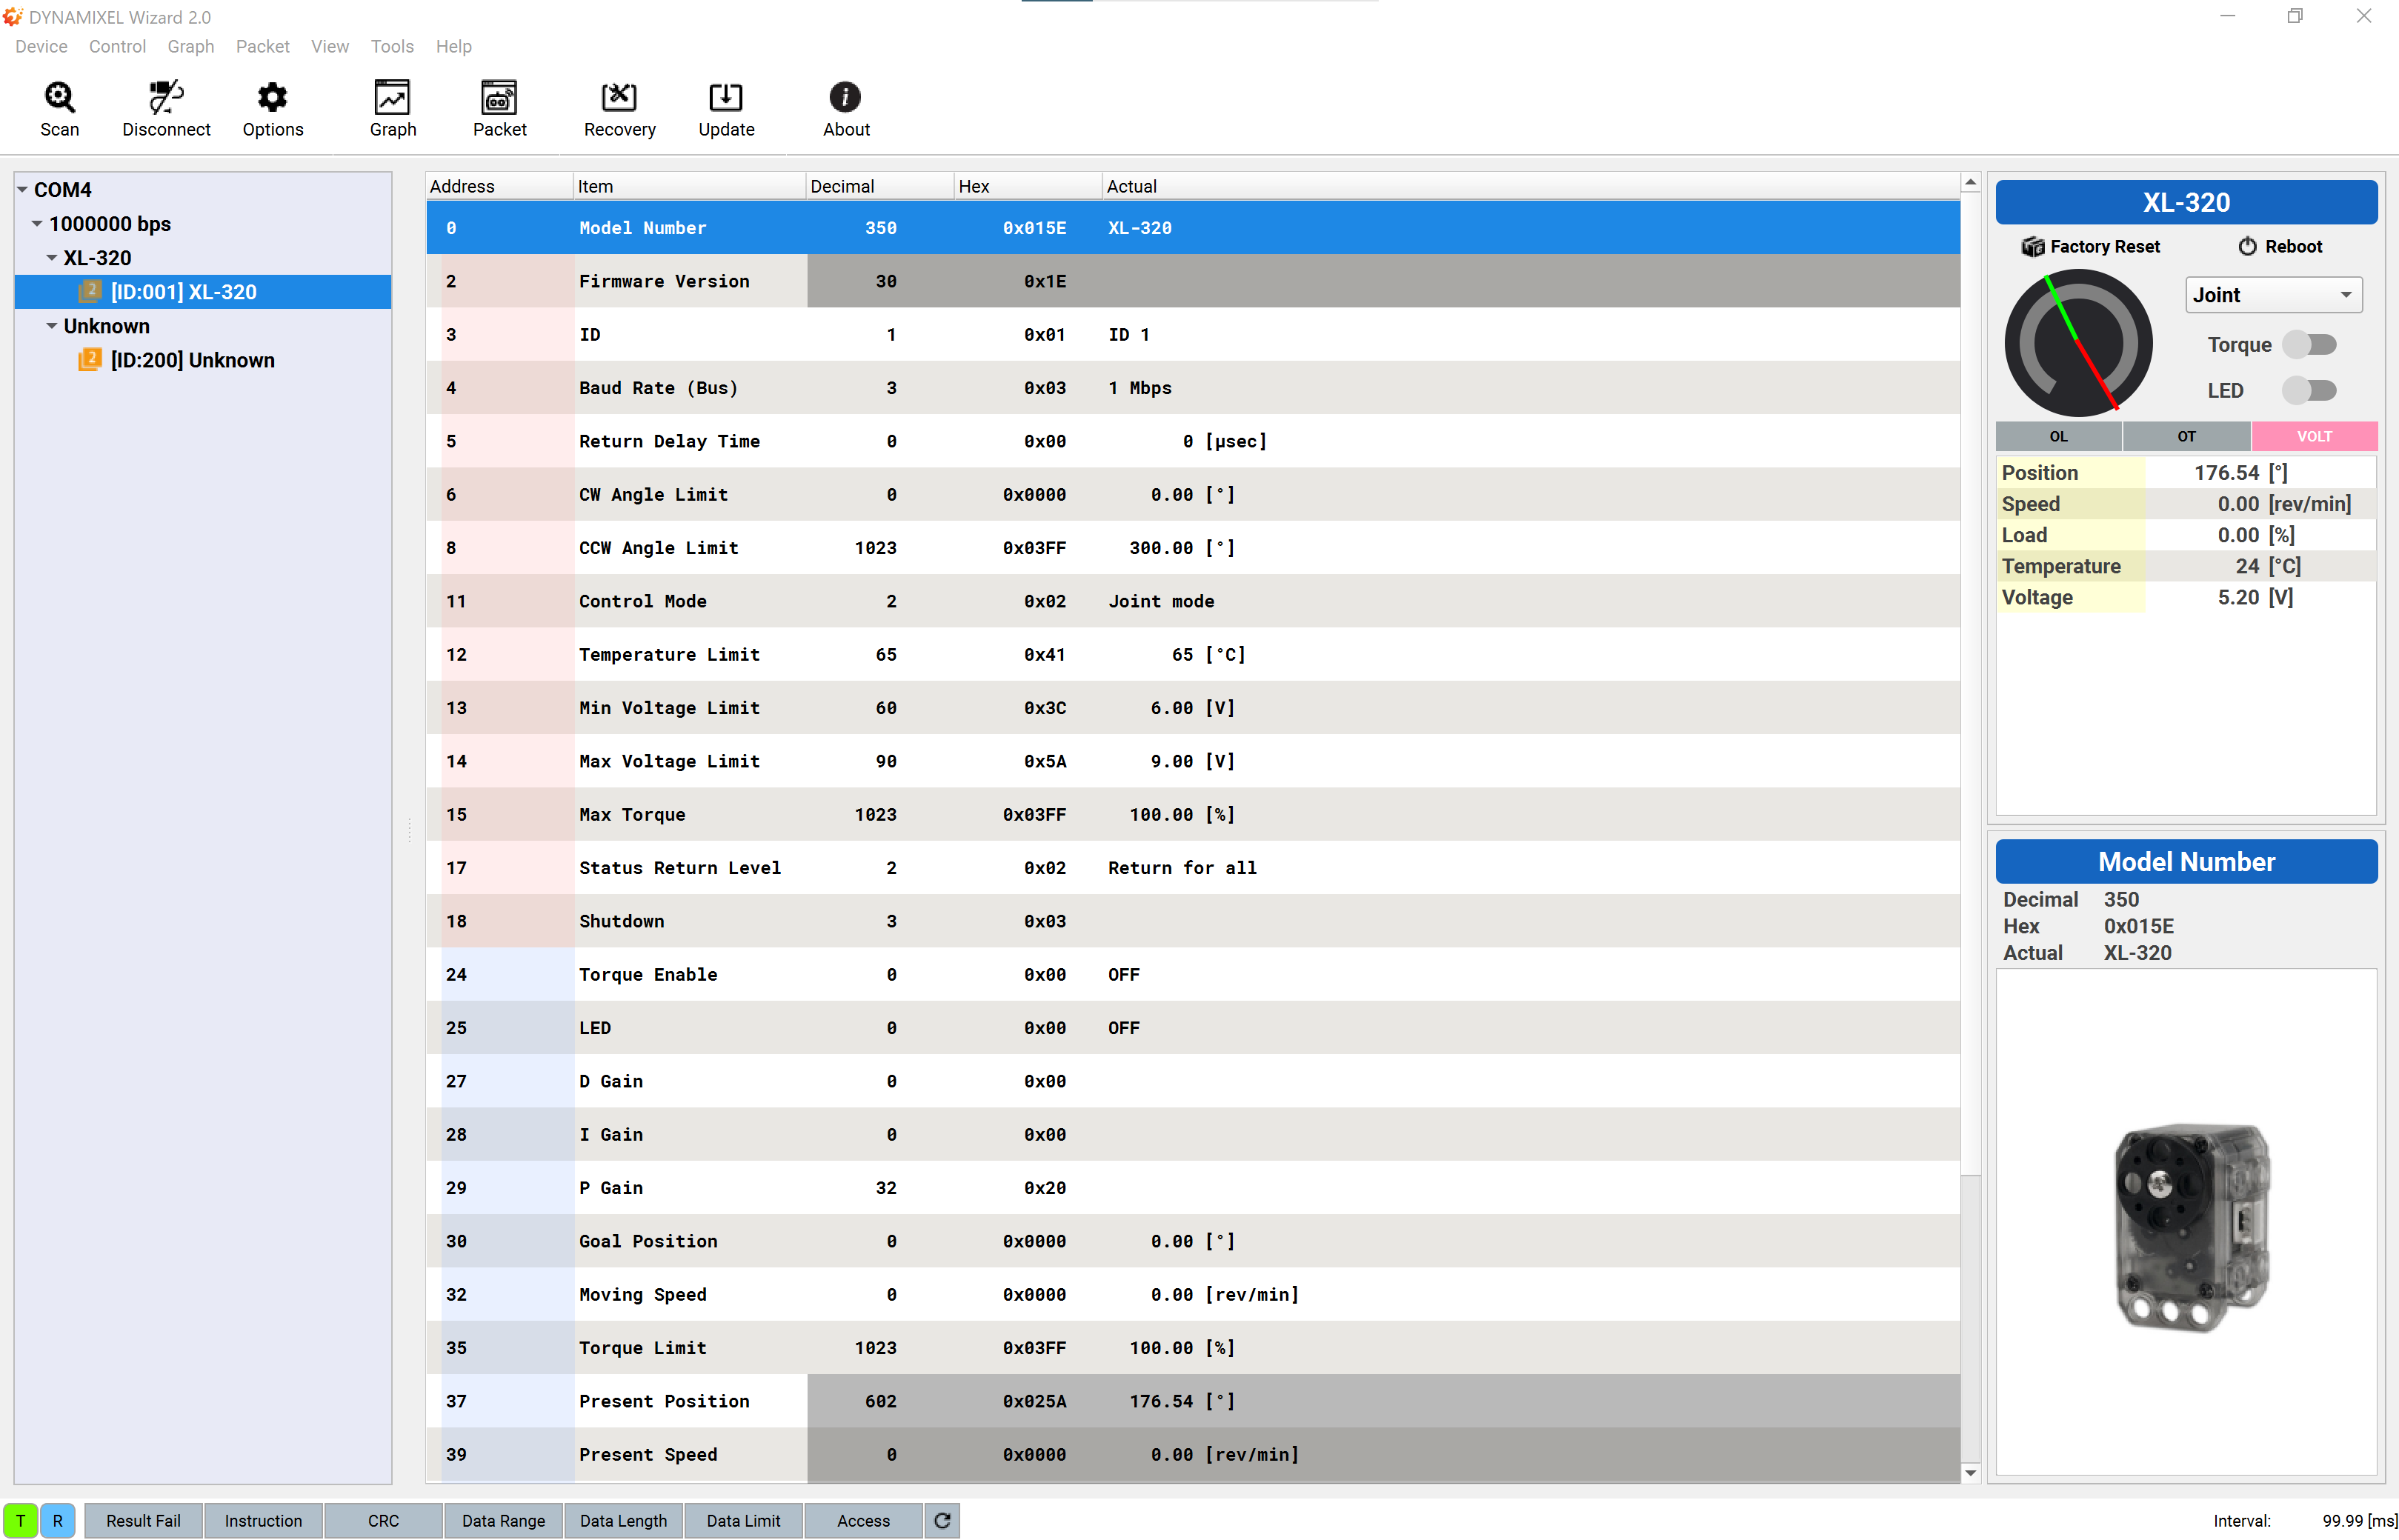 DYNAMIXEL Wizard 2.0
Device Control Graph Packet View Tools Help
Scan Disconnect Options Graph Packet Recovery Update About
COM4
1000000 bps
XL-320
2 [ID:001] XL-320
Unknown
2 [ID:200] Unknown
Address Item Decimal Hex Actual
0 Model Number 350 0x015E XL-320
2 Firmware Version 30 0x1E
3 ID 1 0x01 ID 1
4 Baud Rate (Bus) 3 0x03 1 Mbps
5 Return Delay Time 0 0x00 0 [µsec]
6 CW Angle Limit 0 0x0000 0.00 [°]
8 CCW Angle Limit 1023 0x03FF 300.00 [°]
11 Control Mode 2 0x02 Joint mode
12 Temperature Limit 65 0x41 65 [°C]
13 Min Voltage Limit 60 0x3C 6.00 [V]
14 Max Voltage Limit 90 0x5A 9.00 [V]
15 Max Torque 1023 0x03FF 100.00 [%]
17 Status Return Level 2 0x02 Return for all
18 Shutdown 3 0x03
24 Torque Enable 0 0x00 OFF
25 LED 0 0x00 OFF
27 D Gain 0 0x00
28 I Gain 0 0x00
29 P Gain 32 0x20
30 Goal Position 0 0x0000 0.00 [°]
32 Moving Speed 0 0x0000 0.00 [rev/min]
35 Torque Limit 1023 0x03FF 100.00 [%]
37 Present Position 602 0x025A 176.54 [°]
39 Present Speed 0 0x0000 0.00 [rev/min]
XL-320
Factory Reset Reboot
Joint
Torque
LED
OL OT VOLT
Position 176.54 [°]
Speed 0.00 [rev/min]
Load 0.00 [%]
Temperature 24 [°C]
Voltage 5.20 [V]
Model Number
Decimal 350
Hex 0x015E
Actual XL-320
T R Result Fail Instruction CRC Data Range Data Length Data Limit Access Interval: 99.99 [ms]